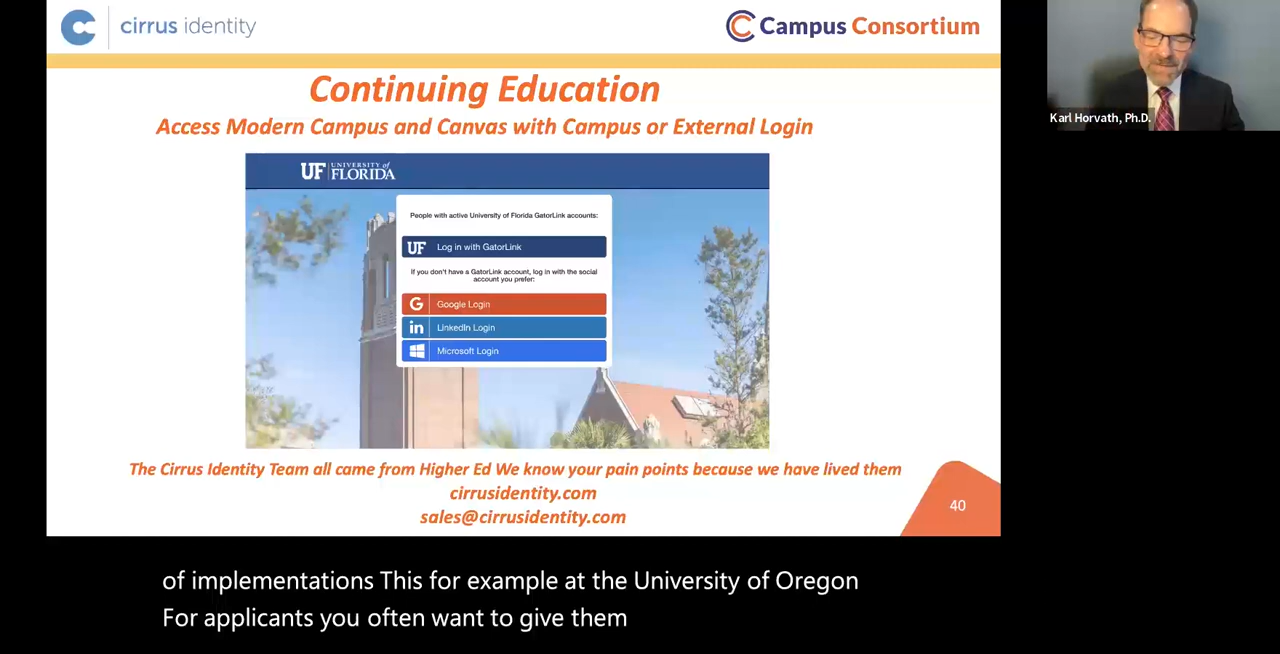 cirrus identity
Campus Consortium
Karl Horvath, Ph.D.
Continuing Education
Access Modern Campus and Canvas with Campus or External Login
UF UNIVERSITY of FLORIDA
People with active University of Florida GatorLink accounts:
UF Log in with GatorLink
If you don't have a GatorLink account, log in with the social
account you prefer:
G Google Login
in LinkedIn Login
Microsoft Login
The Cirrus Identity Team all came from Higher Ed We know your pain points because we have lived them
cirrusidentity.com
sales@cirrusidentity.com
40
of implementations This for example at the University of Oregon
For applicants you often want to give them